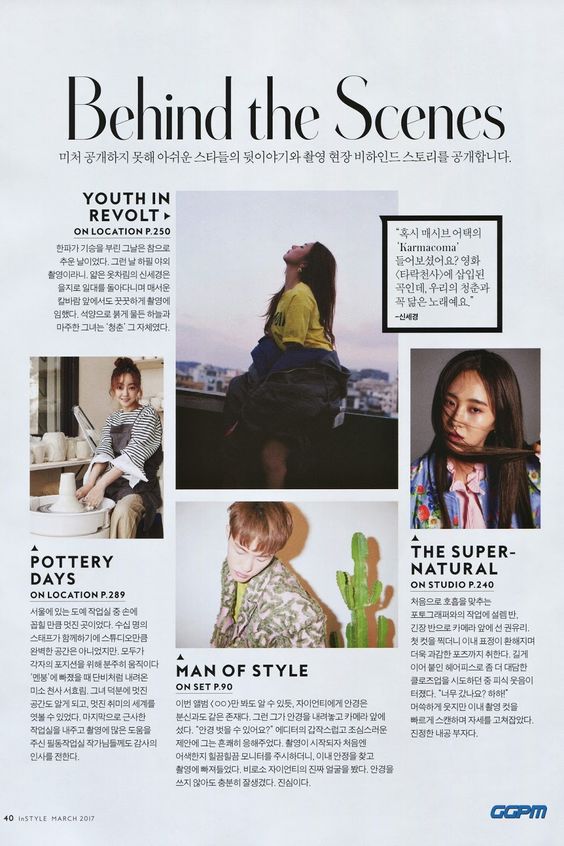 Behind the Scenes
미처 공개하지 못해 아쉬운 스타들의 뒷이야기와 촬영 현장 비하인드 스토리를 공개합니다.
YOUTH IN
REVOLT
ON LOCATION P.250
한파가 기승을 부린 그날은 참으로
추운 날이었다. 그런 날 하필 야외
촬영이라니. 얇은 옷차림의 신세경은
을지로 일대를 돌아다니며 매서운
칼바람 앞에서도 꿋꿋하게 촬영에
임했다. 석양으로 붉게 물든 하늘과
마주한 그녀는 '청춘' 그 자체였다.
"혹시 매시브 어택의
'Karmacoma'
들어보셨어요? 영화
<타락천사>에 삽입된
곡인데, 우리의 청춘과
꼭 닮은 노래예요."
–신세경
POTTERY
DAYS
ON LOCATION P.289
서울에 있는 도예 작업실 중 손에
꼽힐 만큼 멋진 곳이었다. 수십 명의
스태프가 함께하기에 스튜디오만큼
완벽한 공간은 아니었지만, 모두가
각자의 포지션을 위해 분주히 움직이다
'멘붕'에 빠졌을 때 단비처럼 내려온
미소 천사 서효림. 그녀 덕분에 멋진
공간도 알게 되고, 멋진 취미의 세계를
엿볼 수 있었다. 마지막으로 근사한
작업실을 내주고 촬영에 많은 도움을
주신 필동작업실 작가님들께도 감사의
인사를 전한다.
MAN OF STYLE
ON SET P.90
이번 앨범 <OO>만 봐도 알 수 있듯, 자이언티에게 안경은
분신과도 같은 존재다. 그런 그가 안경을 내려놓고 카메라 앞에
섰다. "안경 벗을 수 있어요?" 에디터의 갑작스럽고 조심스러운
제안에 그는 흔쾌히 응해주었다. 촬영이 시작되자 처음엔
어색한지 힐끔힐끔 모니터를 주시하더니, 이내 안정을 찾고
촬영에 빠져들었다. 비로소 자이언티의 진짜 얼굴을 봤다. 안경을
쓰지 않아도 충분히 잘생겼다. 진심이다.
THE SUPER-
NATURAL
ON STUDIO P.240
처음으로 호흡을 맞추는
포토그래퍼와의 작업에 설렘 반,
긴장 반으로 카메라 앞에 선 권유리.
첫 컷을 찍더니 이내 표정이 환해지며
더욱 과감한 포즈까지 취한다. 길게
이어 붙인 헤어피스로 좀 더 대담한
클로즈업을 시도하던 중 피식 웃음이
터졌다. "너무 갔나요? 하하!"
머쓱하게 웃지만 이내 촬영 컷을
빠르게 스캔하며 자세를 고쳐잡았다.
진정한 내공 부자다.
40 InSTYLE MARCH 2017
GGPM